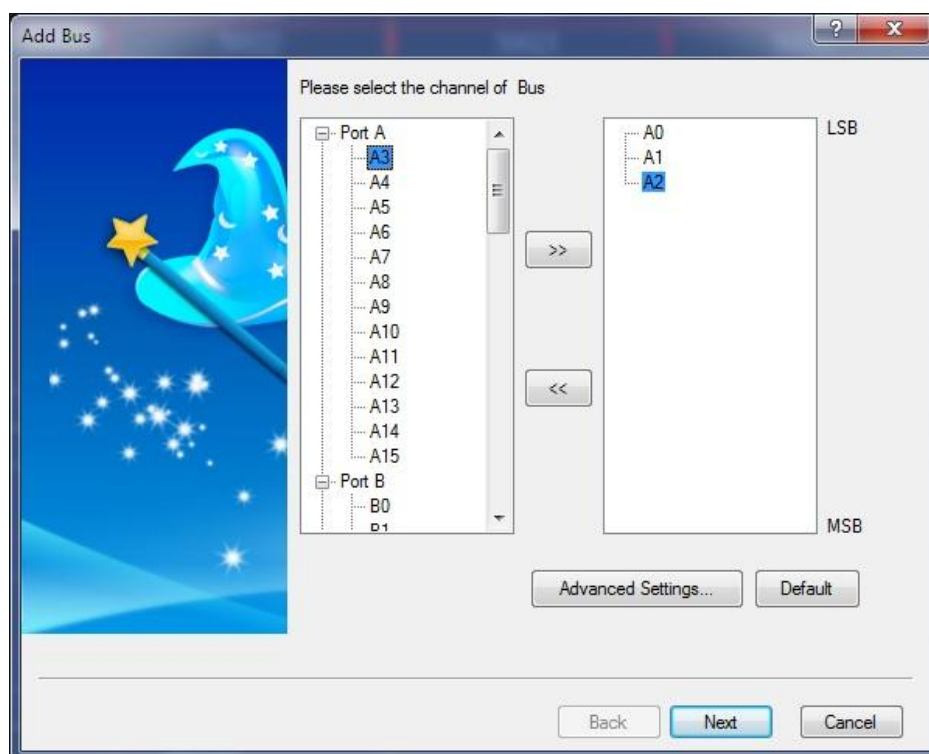 Add Bus
Please select the channel of Bus
Port A
A3
A4
A5
A6
A7
A8
A9
A10
A11
A12
A13
A14
A15
Port B
B0
B1
>>
<<
A0
A1
A2
LSB
MSB
Advanced Settings...
Default
Back
Next
Cancel